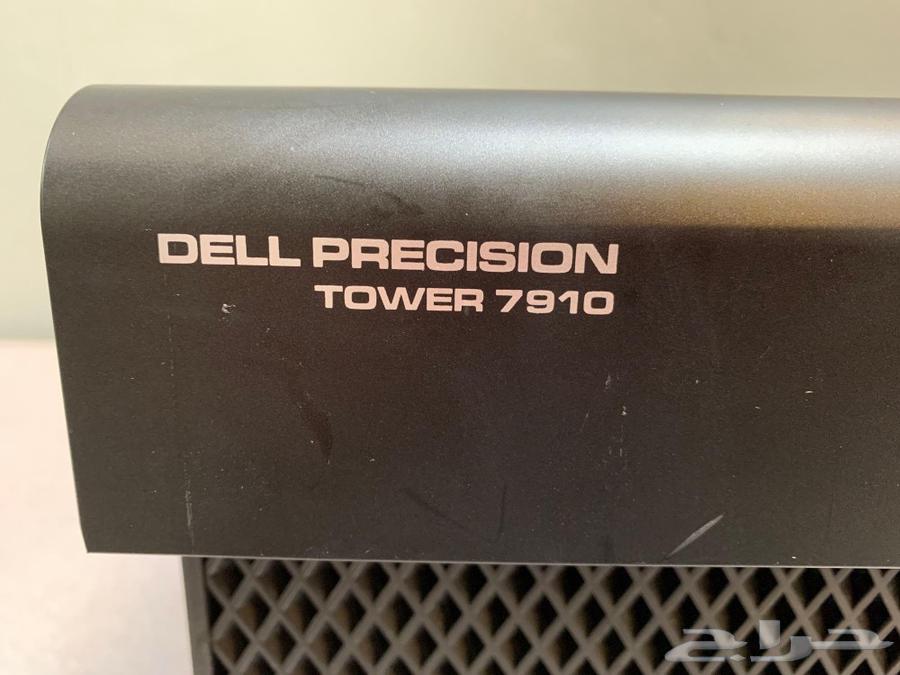 DELL PRECISION
TOWER 7910
حراج